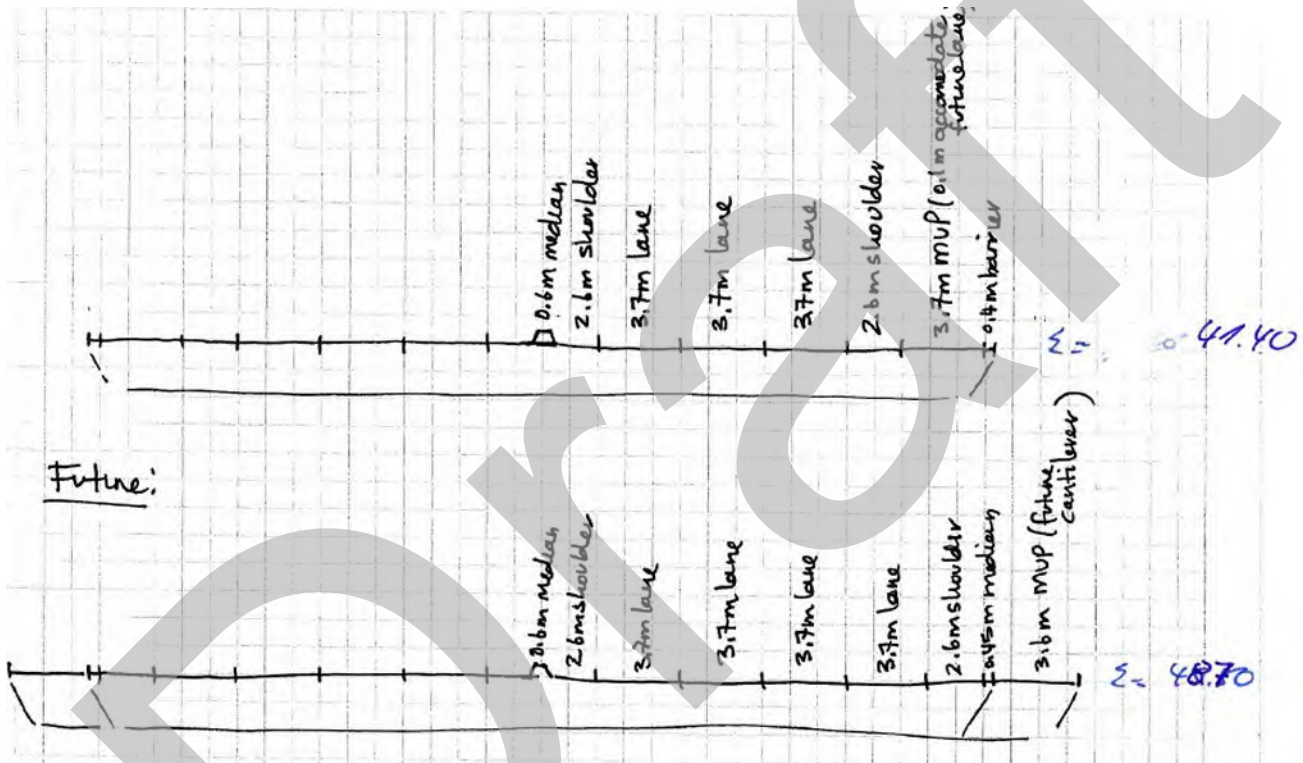 0.6m median
2.6m shoulder
3.7m lane
3.7m lane
3.7m lane
2.6m shoulder
3.7m MUP (0.1m accomodate
future lane
0.4m barrier
Σ= 41.40
Future:
0.6m median
2.6m shoulder
3.7m lane
3.7m lane
3.7m lane
3.7m lane
2.6m shoulder
0.45m median
3.6m MUP (future
cantilever)
Σ= 48.70
Draft